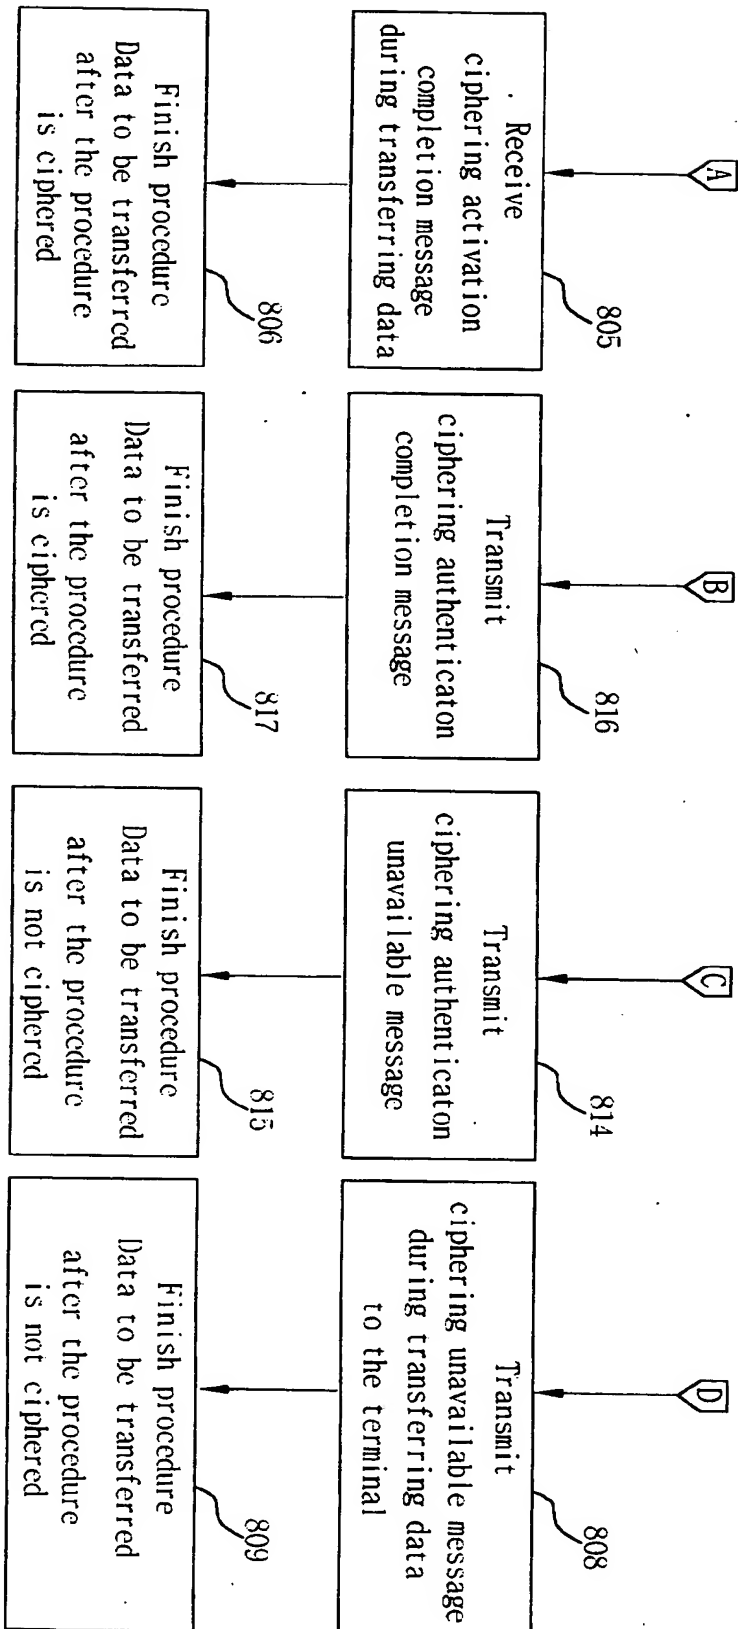 A
Receive
ciphering activation
completion message
during transferring data
805
Finish procedure
Data to be transferred
after the procedure
is ciphered
806
B
Transmit
ciphering authenticaton
completion message
816
Finish procedure
Data to be transferred
after the procedure
is ciphered
817
C
Transmit
ciphering authenticaton
unavailable message
814
Finish procedure
Data to be transferred
after the procedure
is not ciphered
815
D
Transmit
ciphering unavailable message
during transferring data
to the terminal
808
Finish procedure
Data to be transferred
after the procedure
is not ciphered
809